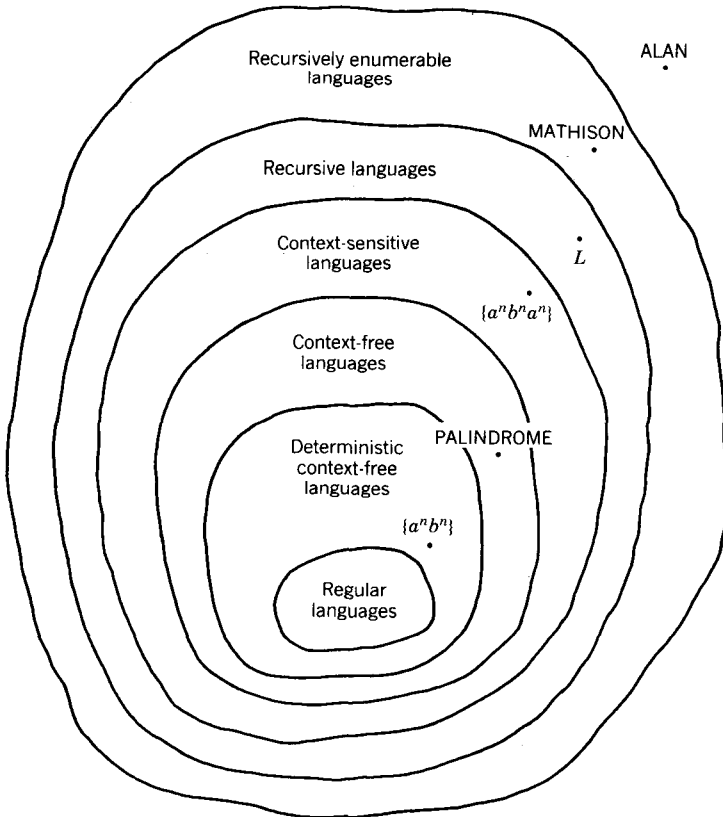 Recursively enumerable
languages
ALAN
MATHISON
Recursive languages
Context-sensitive
languages
L
{aⁿbⁿaⁿ}
Context-free
languages
PALINDROME
Deterministic
context-free
languages
{aⁿbⁿ}
Regular
languages